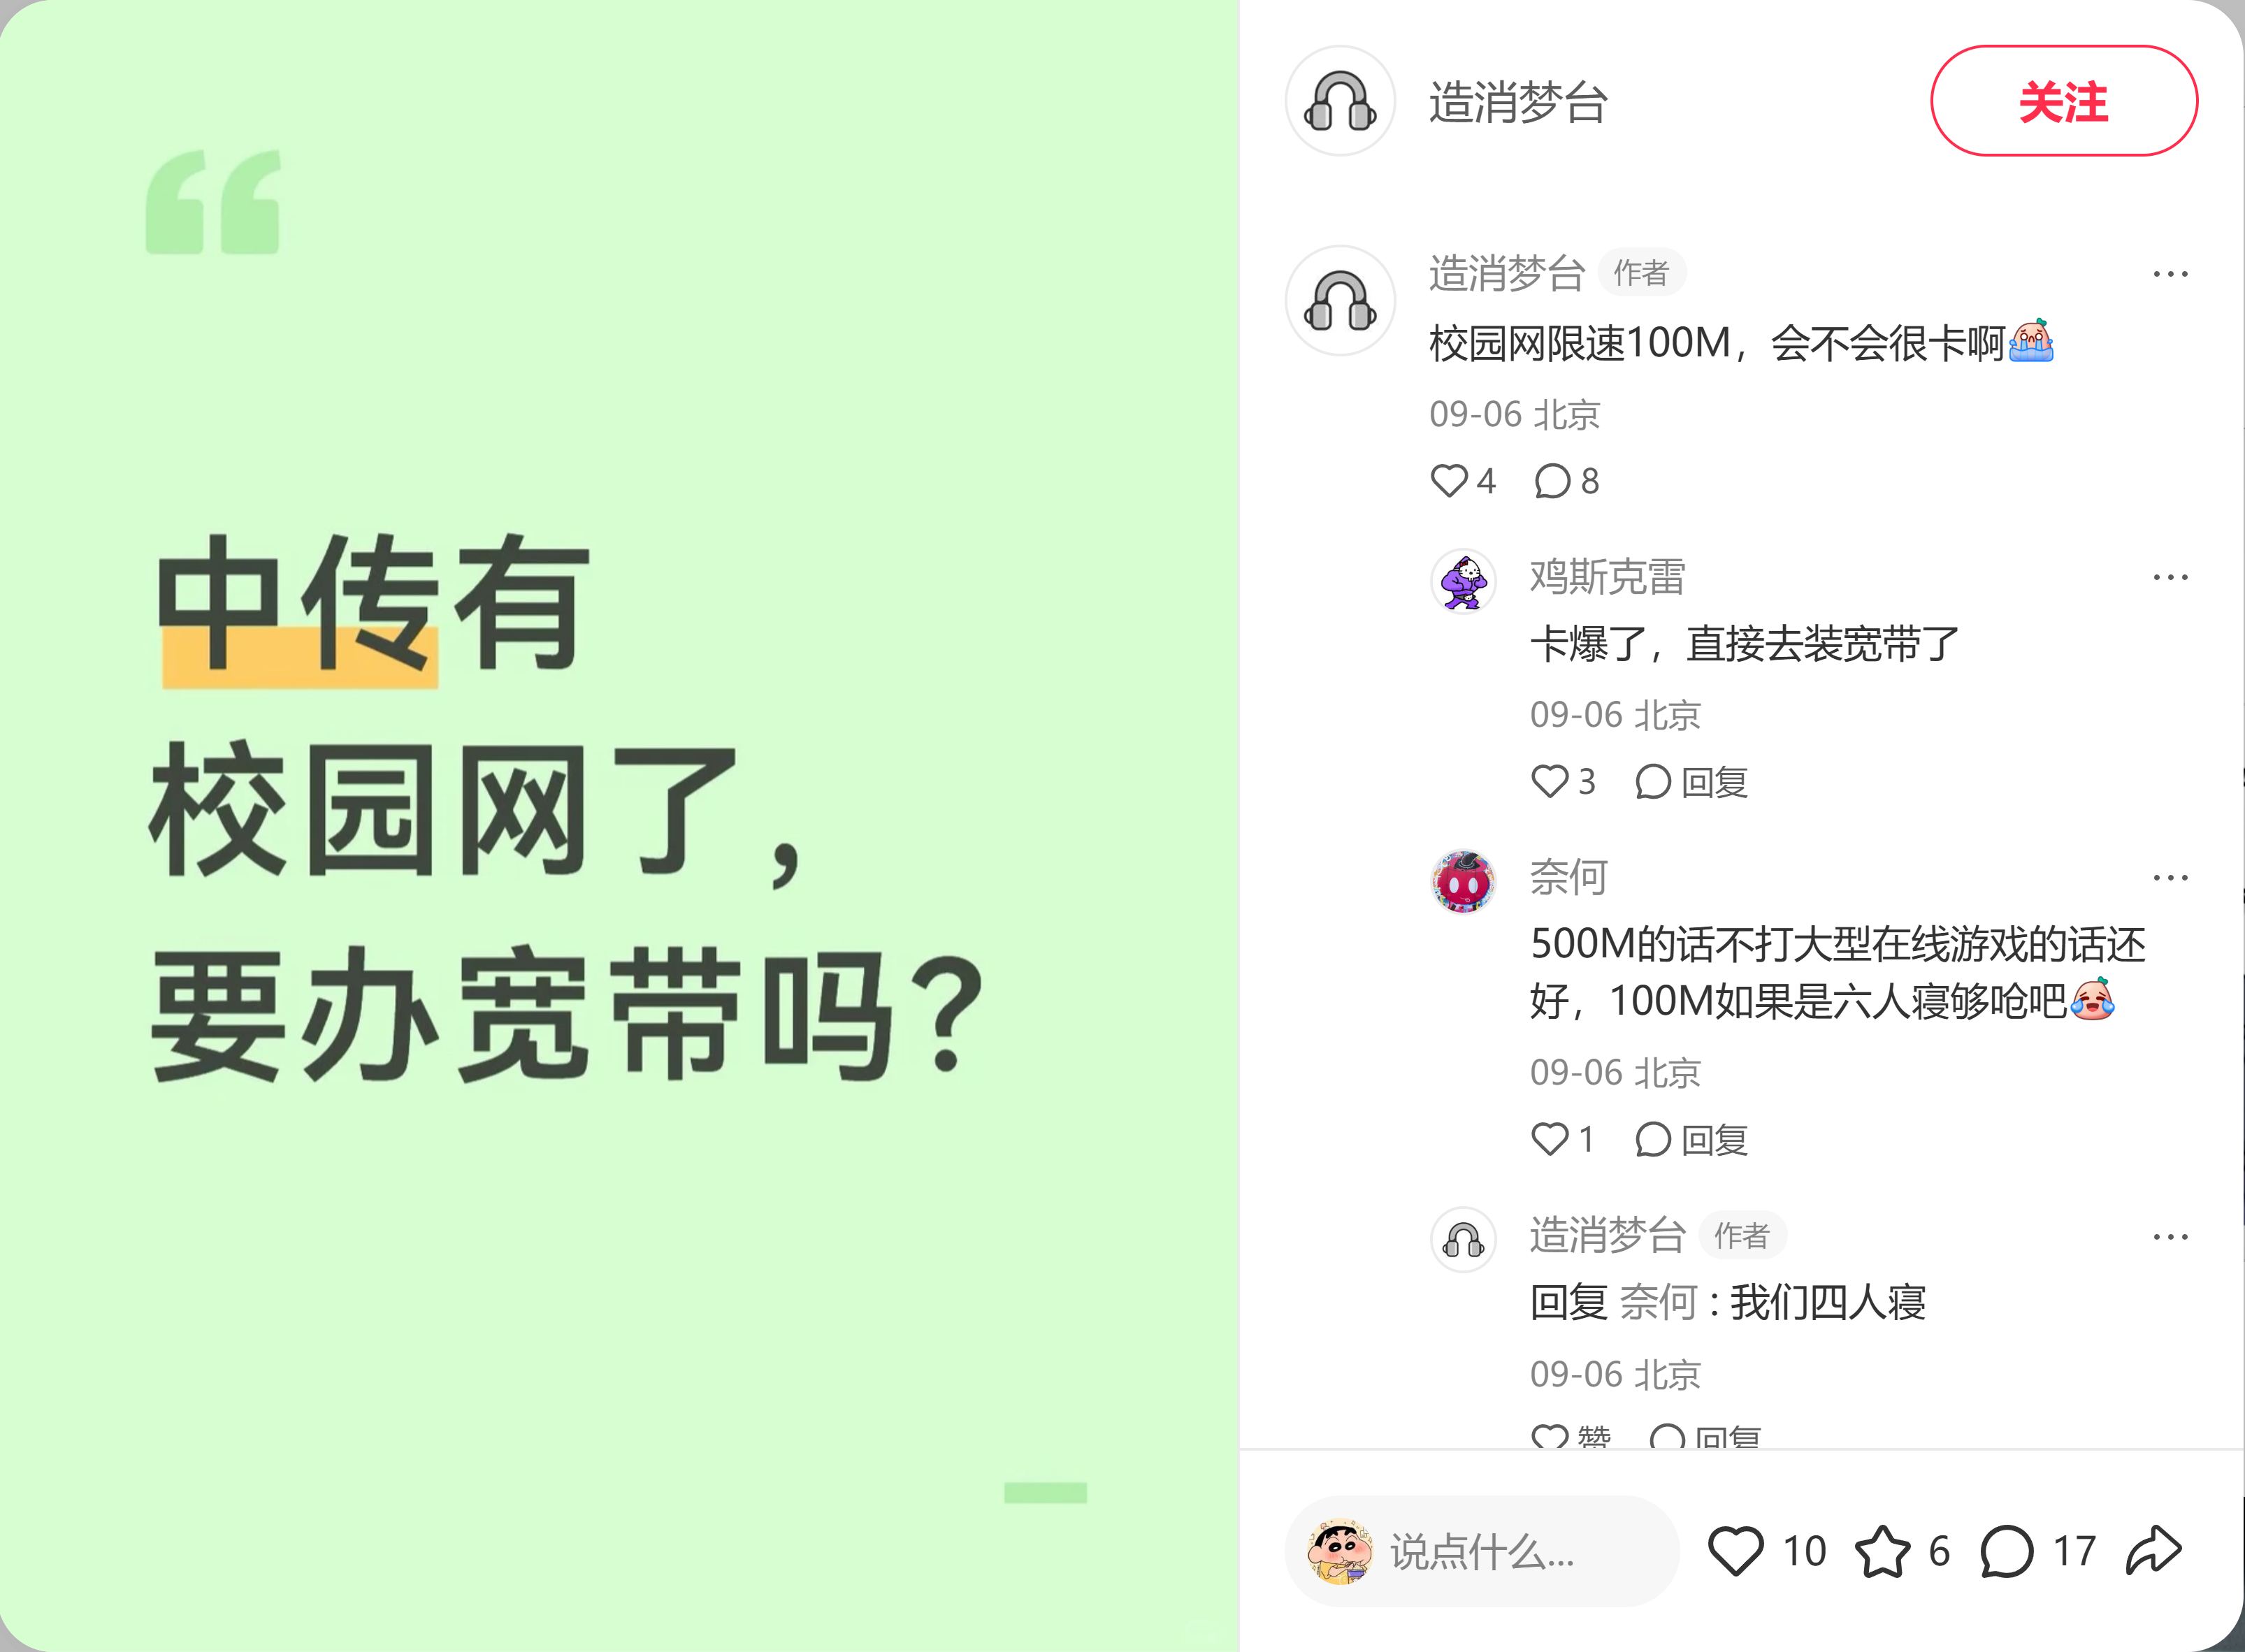 中传有
校园网了，
要办宽带吗？
造消梦台
关注
造消梦台 作者
校园网限速100M，会不会很卡啊
09-06 北京
4 8
鸡斯克雷
卡爆了，直接去装宽带了
09-06 北京
3 回复
奈何
500M的话不打大型在线游戏的话还
好，100M如果是六人寝够呛吧
09-06 北京
1 回复
造消梦台 作者
回复 奈何 : 我们四人寝
09-06 北京
赞 回复
说点什么... 10 6 17